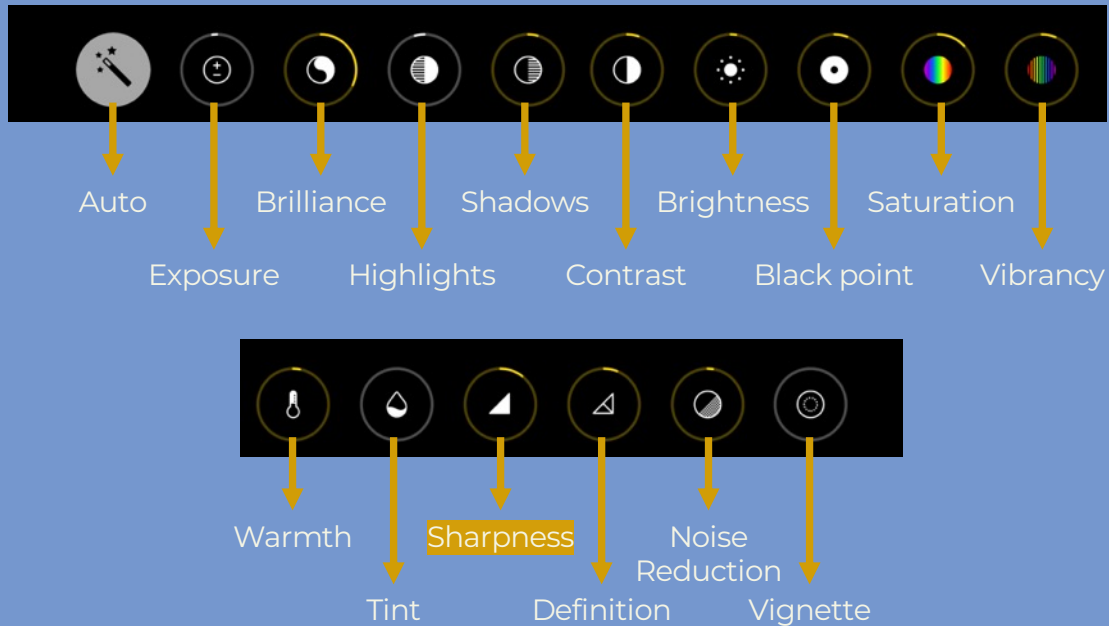 Auto
Brilliance
Shadows
Brightness
Saturation
Exposure
Highlights
Contrast
Black point
Vibrancy
Warmth
Sharpness
Noise
Reduction
Tint
Definition
Vignette